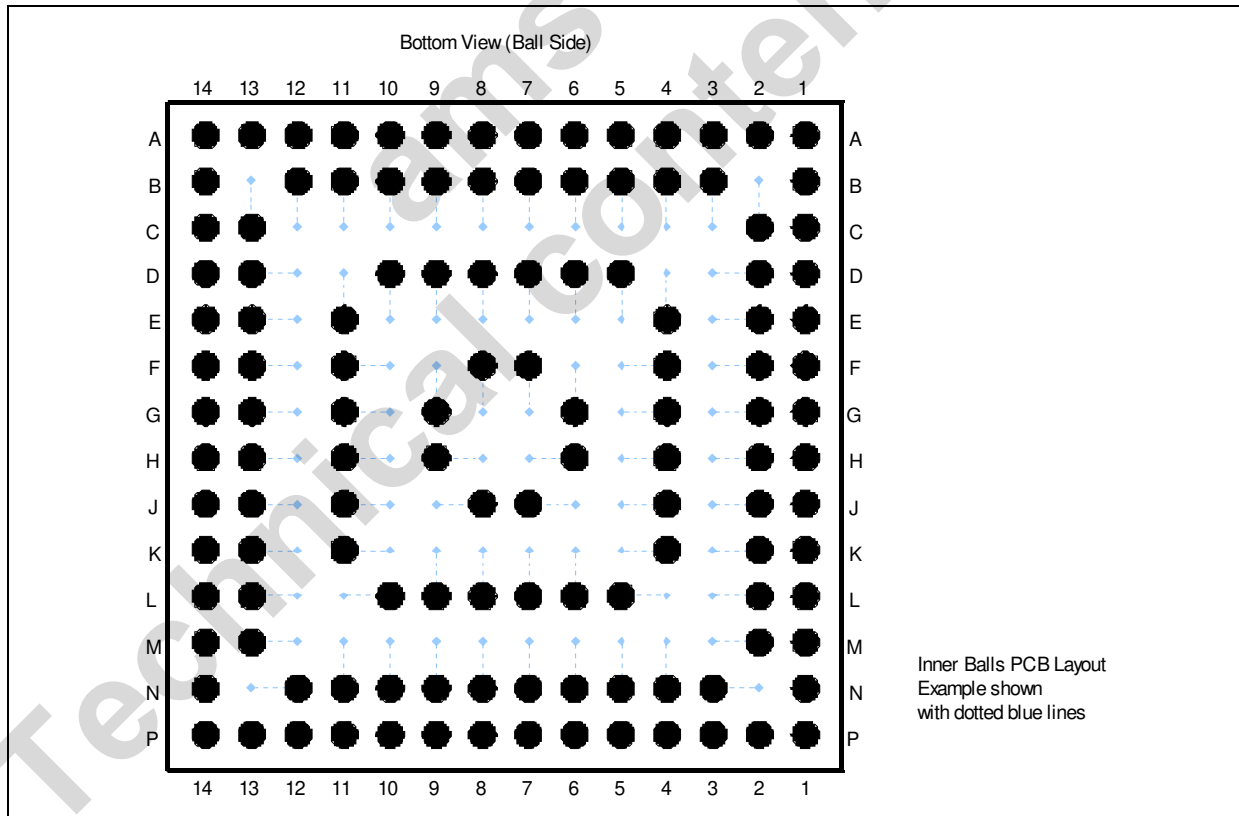 Bottom View (Ball Side)
14 13 12 11 10 9 8 7 6 5 4 3 2 1
A A
B B
C C
D D
E E
F F
G G
H H
J J
K K
L L
M M
N N
P P
14 13 12 11 10 9 8 7 6 5 4 3 2 1
Inner Balls PCB Layout
Example shown
with dotted blue lines
ams
Technical conten